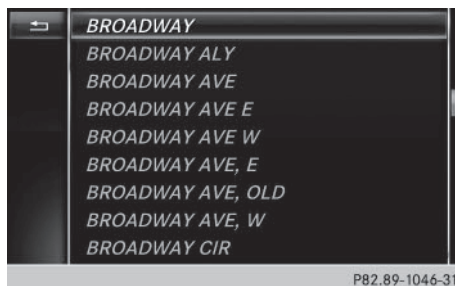 BROADWAY
BROADWAY ALY
BROADWAY AVE
BROADWAY AVE E
BROADWAY AVE W
BROADWAY AVE, E
BROADWAY AVE, OLD
BROADWAY AVE, W
BROADWAY CIR
P82.89-1046-31